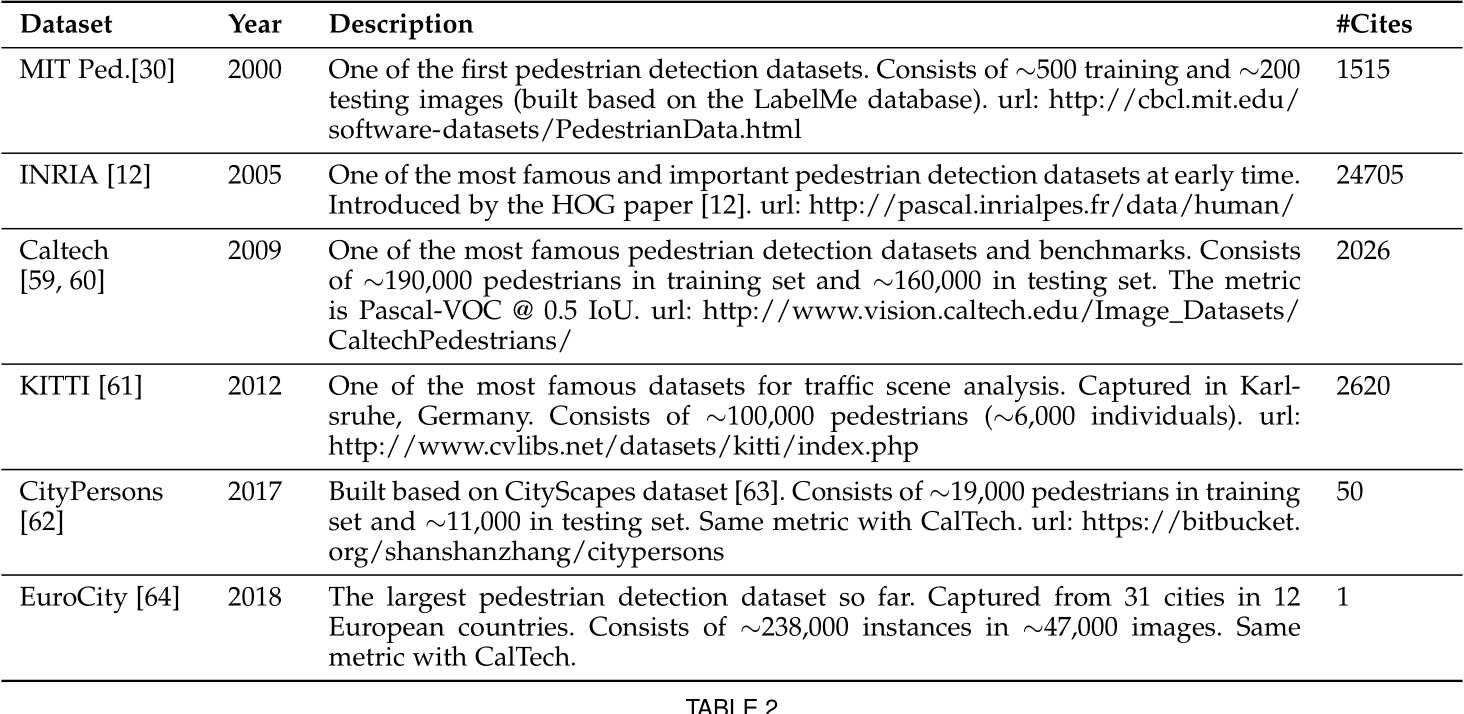 Dataset Year Description #Cites
MIT Ped.[30] 2000 One of the first pedestrian detection datasets. Consists of ∼500 training and ∼200 1515
testing images (built based on the LabelMe database). url: http://cbcl.mit.edu/
software-datasets/PedestrianData.html
INRIA [12] 2005 One of the most famous and important pedestrian detection datasets at early time. 24705
Introduced by the HOG paper [12]. url: http://pascal.inrialpes.fr/data/human/
Caltech 2009 One of the most famous pedestrian detection datasets and benchmarks. Consists 2026
[59, 60] of ∼190,000 pedestrians in training set and ∼160,000 in testing set. The metric
is Pascal-VOC @ 0.5 IoU. url: http://www.vision.caltech.edu/Image_Datasets/
CaltechPedestrians/
KITTI [61] 2012 One of the most famous datasets for traffic scene analysis. Captured in Karl- 2620
sruhe, Germany. Consists of ∼100,000 pedestrians (∼6,000 individuals). url:
http://www.cvlibs.net/datasets/kitti/index.php
CityPersons 2017 Built based on CityScapes dataset [63]. Consists of ∼19,000 pedestrians in training 50
[62] set and ∼11,000 in testing set. Same metric with CalTech. url: https://bitbucket.
org/shanshanzhang/citypersons
EuroCity [64] 2018 The largest pedestrian detection dataset so far. Captured from 31 cities in 12 1
European countries. Consists of ∼238,000 instances in ∼47,000 images. Same
metric with CalTech.
TABLE 2